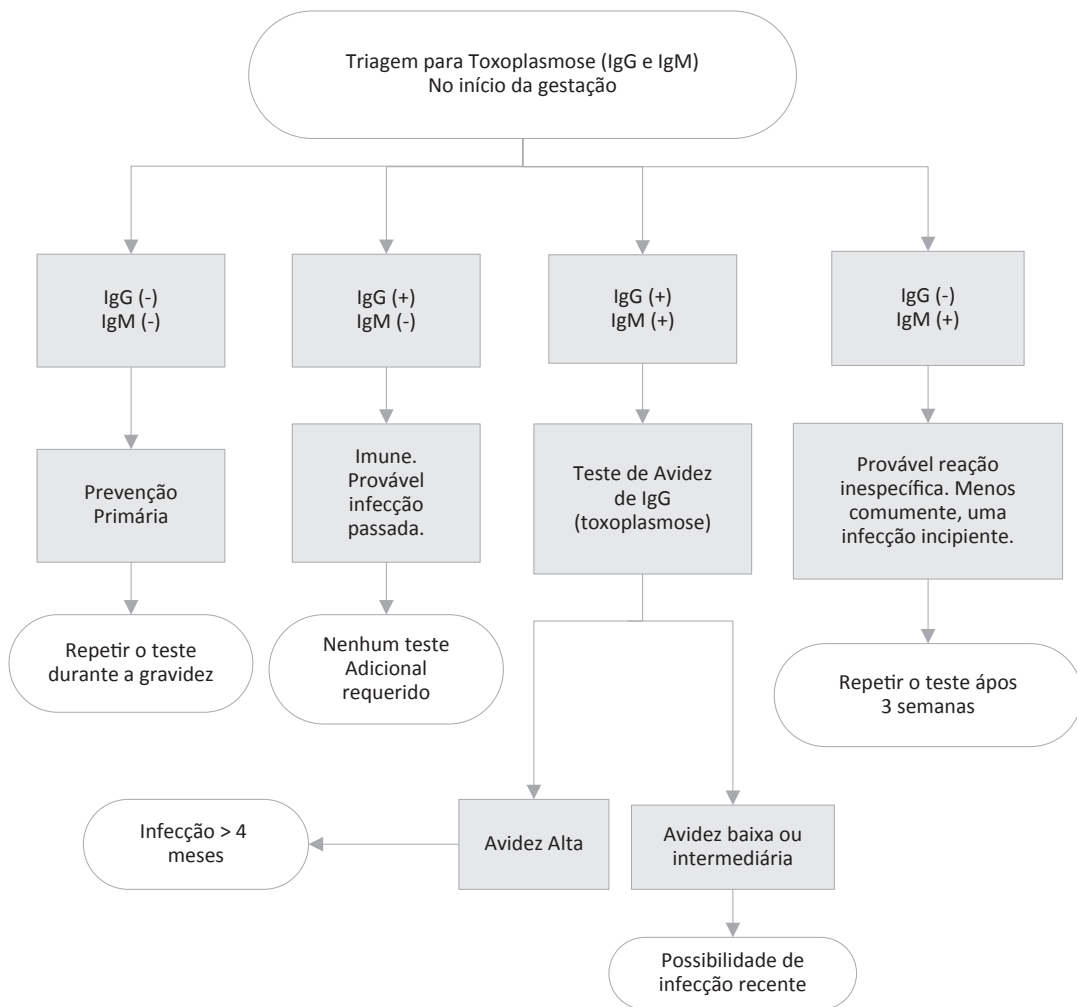 Triagem para Toxoplasmose (IgG e IgM)
No início da gestação
IgG (-)
IgM (-)
IgG (+)
IgM (-)
IgG (+)
IgM (+)
IgG (-)
IgM (+)
Prevenção
Primária
Imune.
Provável
infecção
passada.
Teste de Avidez
de IgG
(toxoplasmose)
Provável reação
inespecífica. Menos
comumente, uma
infecção incipiente.
Repetir o teste
durante a gravidez
Nenhum teste
Adicional
requerido
Repetir o teste ápos
3 semanas
Infecção > 4
meses
Avidez Alta
Avidez baixa ou
intermediária
Possibilidade de
infecção recente